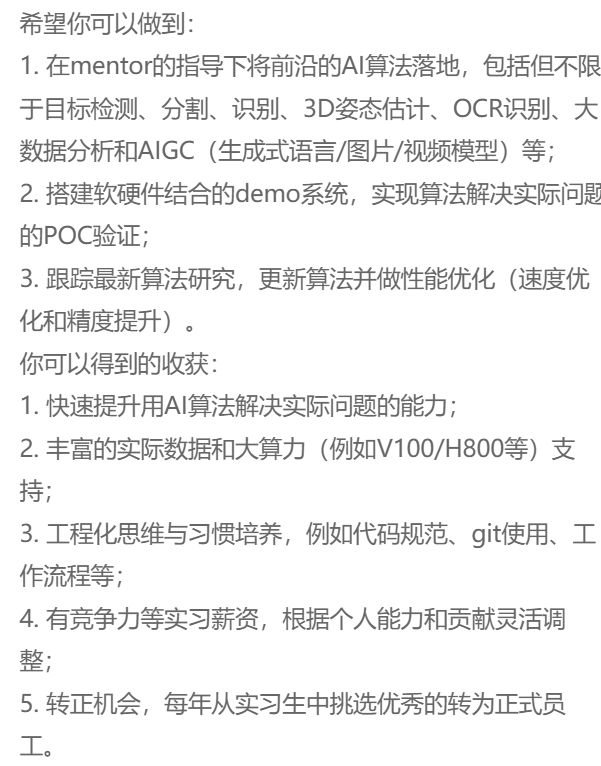 希望你可以做到：
1. 在mentor的指导下将前沿的AI算法落地，包括但不限
于目标检测、分割、识别、3D姿态估计、OCR识别、大
数据分析和AIGC（生成式语言/图片/视频模型）等；
2. 搭建软硬件结合的demo系统，实现算法解决实际问题
的POC验证；
3. 跟踪最新算法研究，更新算法并做性能优化（速度优
化和精度提升）。
你可以得到的收获：
1. 快速提升用AI算法解决实际问题的能力；
2. 丰富的实际数据和大算力（例如V100/H800等）支
持；
3. 工程化思维与习惯培养，例如代码规范、git使用、工
作流程等；
4. 有竞争力等实习薪资，根据个人能力和贡献灵活调
整；
5. 转正机会，每年从实习生中挑选优秀的转为正式员
工。